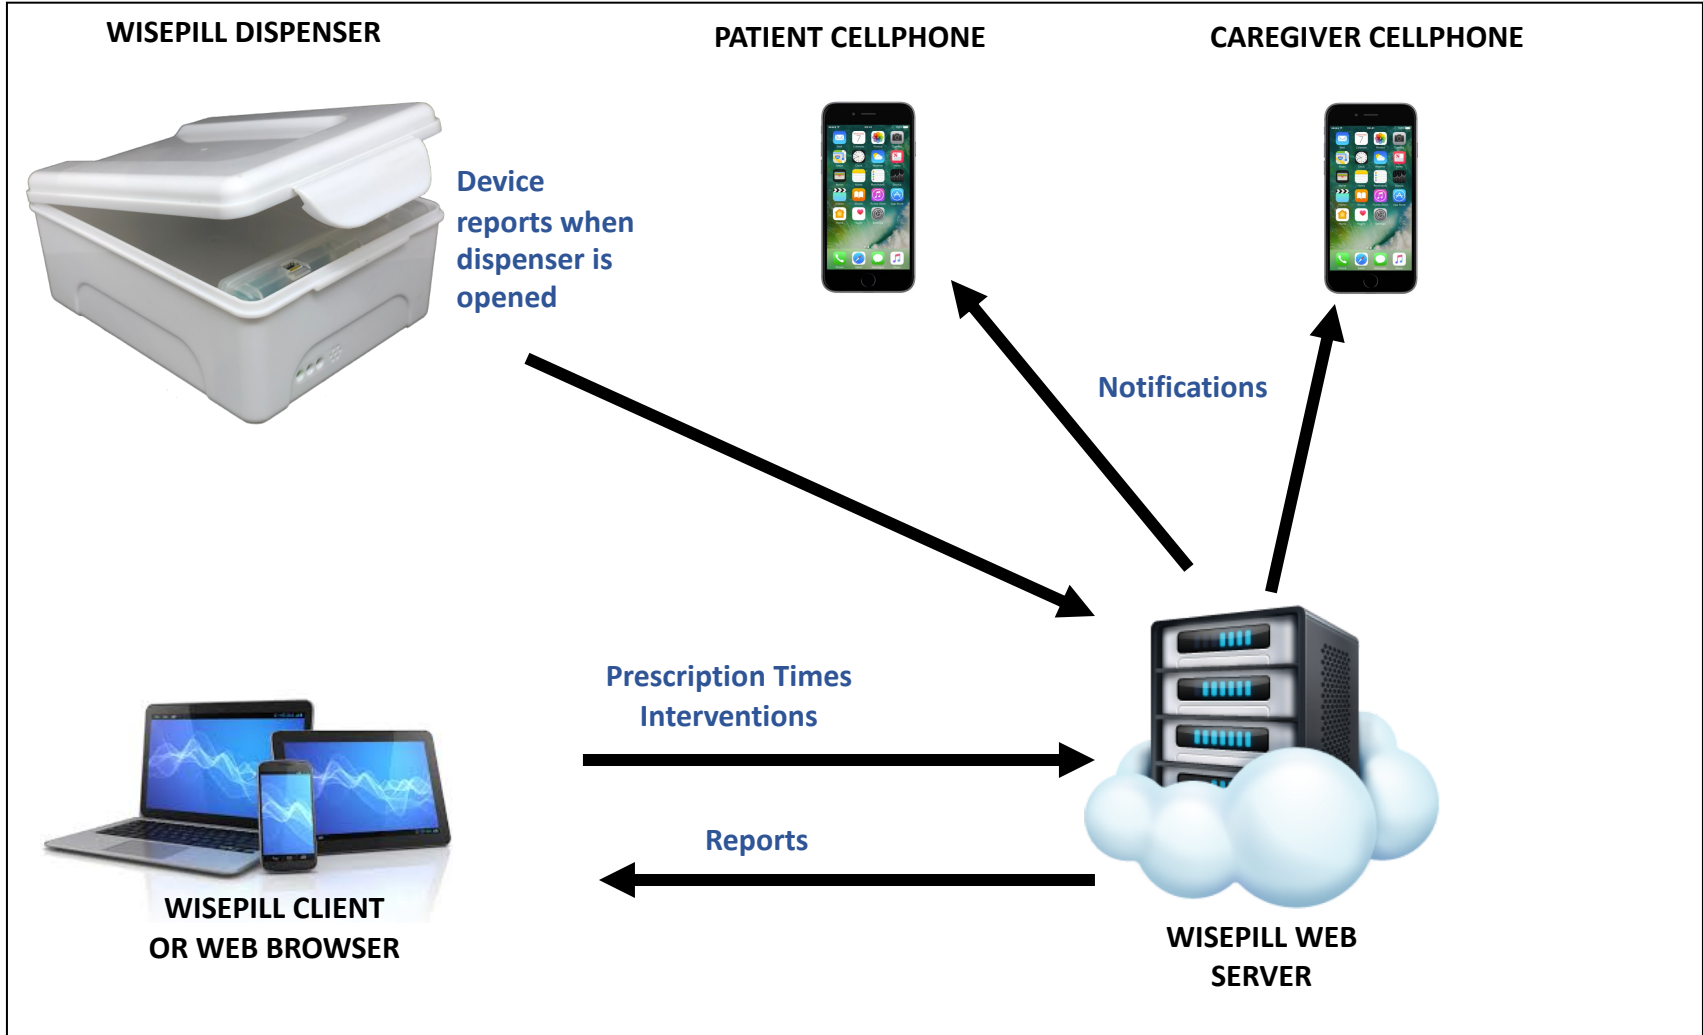 WISEPILL DISPENSER
PATIENT CELLPHONE
CAREGIVER CELLPHONE
Device
reports when
dispenser is
opened
Notifications
Prescription Times
Interventions
Reports
WISEPILL CLIENT
OR WEB BROWSER
WISEPILL WEB
SERVER